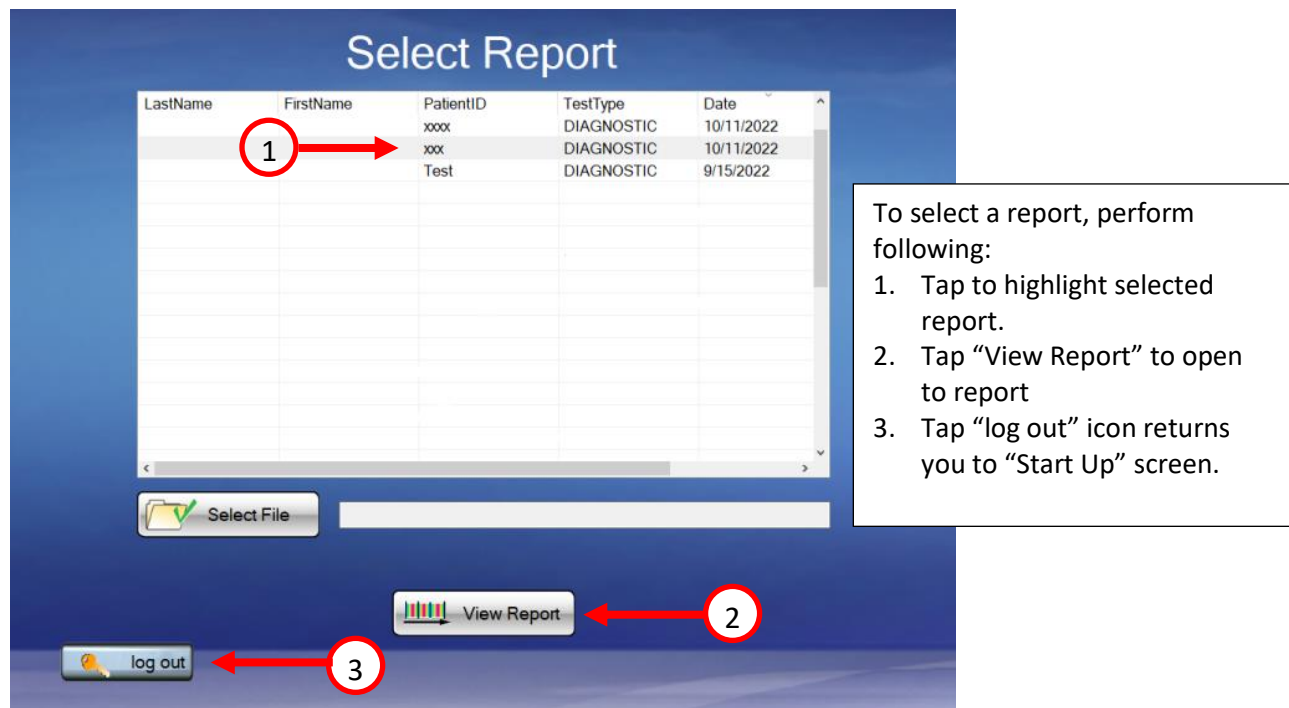 Select Report
LastName FirstName PatientID TestType Date
xxxx DIAGNOSTIC 10/11/2022
1
xxx DIAGNOSTIC 10/11/2022
Test DIAGNOSTIC 9/15/2022
To select a report, perform
following:
1. Tap to highlight selected
report.
2. Tap “View Report” to open
to report
3. Tap “log out” icon returns
you to “Start Up” screen.
Select File
View Report
2
log out
3